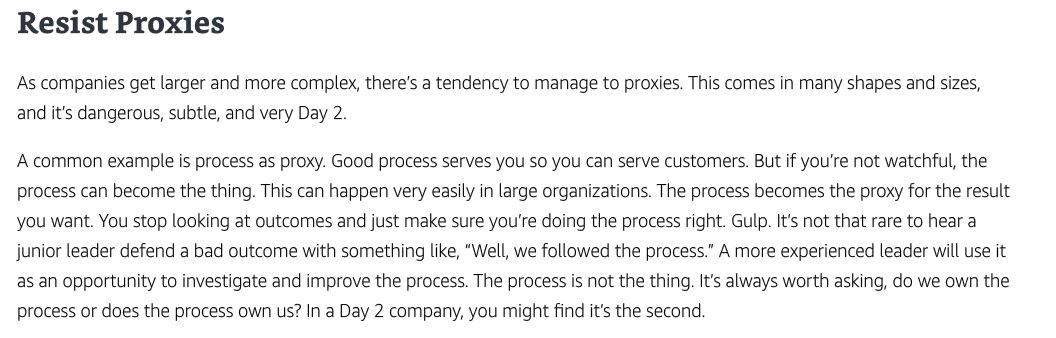 Resist Proxies
As companies get larger and more complex, there’s a tendency to manage to proxies. This comes in many shapes and sizes,
and it’s dangerous, subtle, and very Day 2.
A common example is process as proxy. Good process serves you so you can serve customers. But if you’re not watchful, the
process can become the thing. This can happen very easily in large organizations. The process becomes the proxy for the result
you want. You stop looking at outcomes and just make sure you’re doing the process right. Gulp. It’s not that rare to hear a
junior leader defend a bad outcome with something like, “Well, we followed the process.” A more experienced leader will use it
as an opportunity to investigate and improve the process. The process is not the thing. It’s always worth asking, do we own the
process or does the process own us? In a Day 2 company, you might find it’s the second.